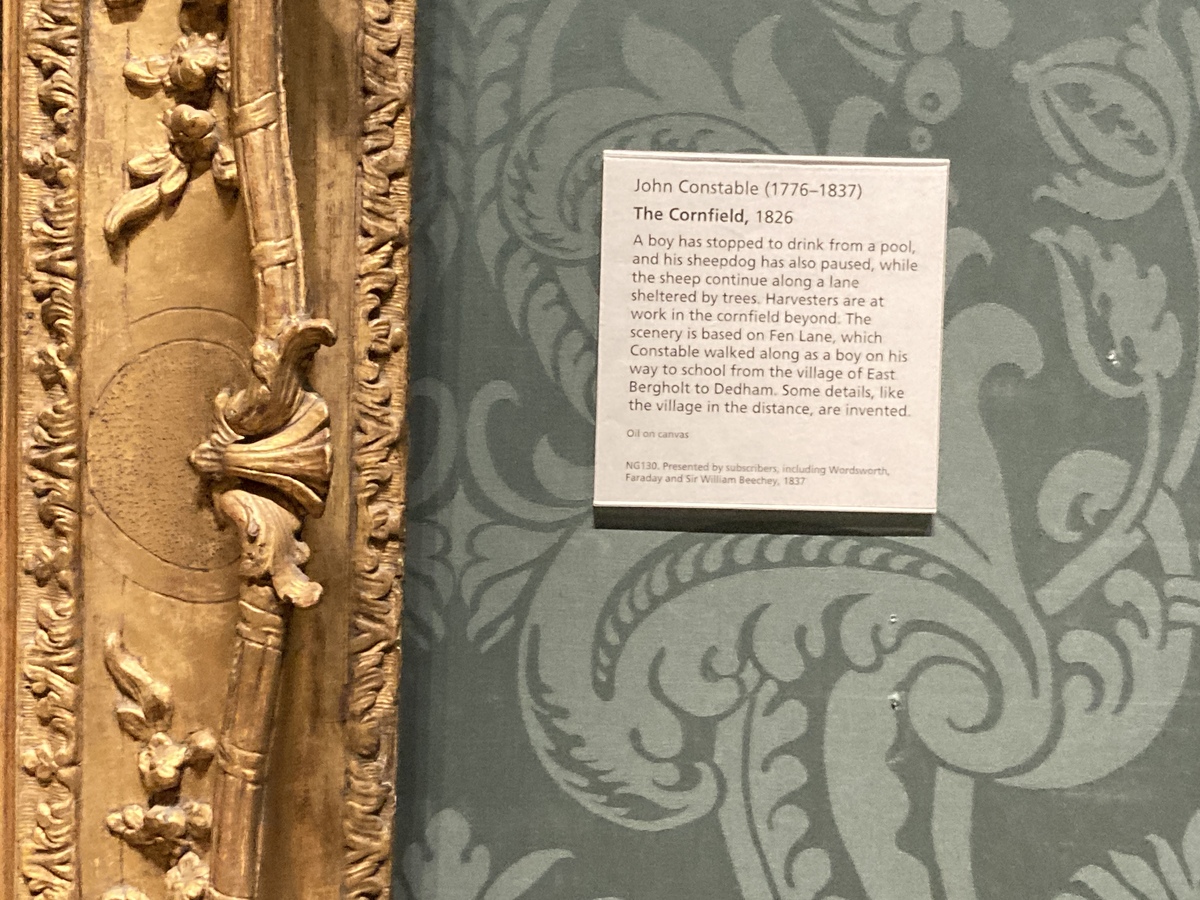 John Constable (1776–1837)
The Cornfield, 1826
A boy has stopped to drink from a pool,
and his sheepdog has also paused, while
the sheep continue along a lane
sheltered by trees. Harvesters are at
work in the cornfield beyond. The
scenery is based on Fen Lane, which
Constable walked along as a boy on his
way to school from the village of East
Bergholt to Dedham. Some details, like
the village in the distance, are invented.
Oil on canvas
NG130. Presented by subscribers, including Wordsworth,
Faraday and Sir William Beechey, 1837